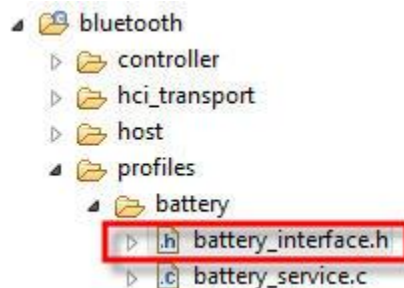 bluetooth
controller
hci_transport
host
profiles
battery
.h battery_interface.h
.c battery_service.c